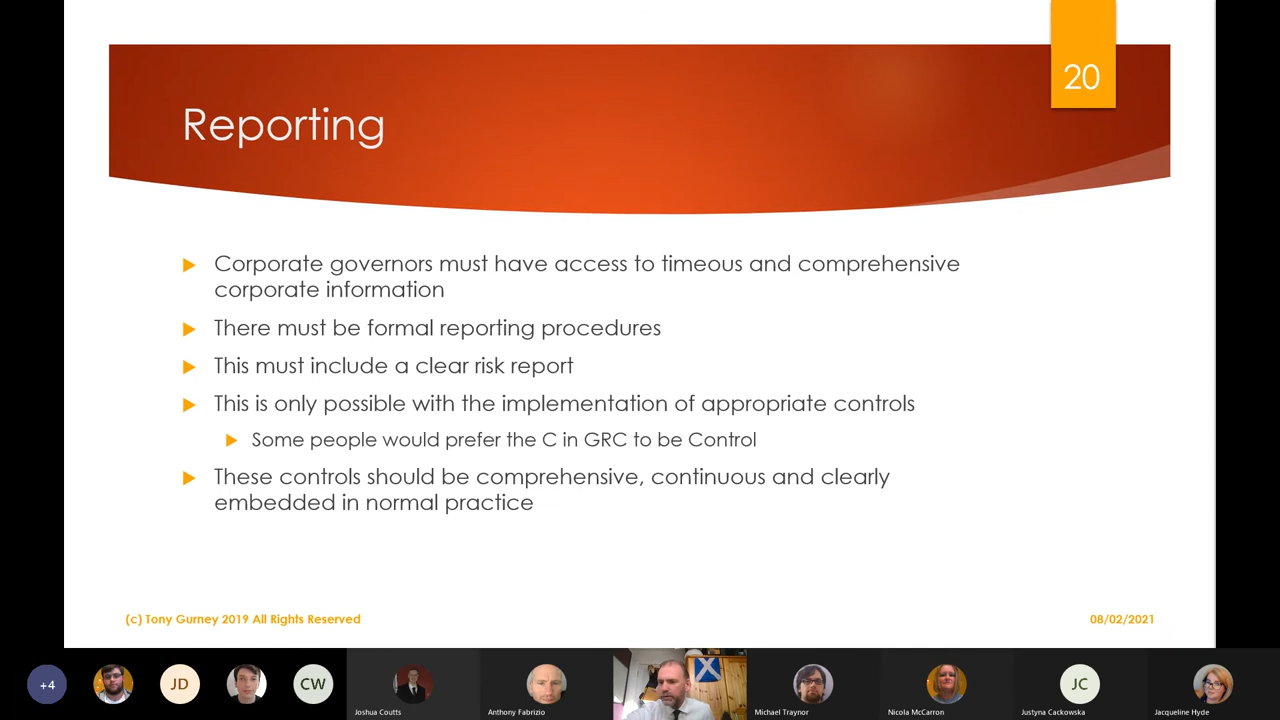 20
Reporting
Corporate governors must have access to timeous and comprehensive
corporate information
There must be formal reporting procedures
This must include a clear risk report
This is only possible with the implementation of appropriate controls
Some people would prefer the C in GRC to be Control
These controls should be comprehensive, continuous and clearly
embedded in normal practice
(c) Tony Gurney 2019 All Rights Reserved
08/02/2021
+4
JD
CW
JC
Joshua Coutts
Anthony Fabrizio
Michael Traynor
Nicola McCarron
Justyna Cackowska
Jacqueline Hyde